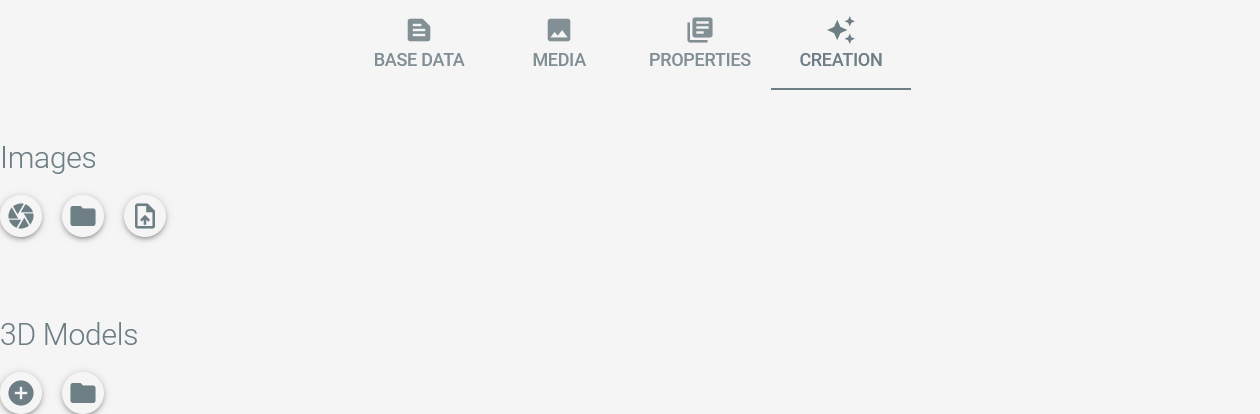 BASE DATA
MEDIA
PROPERTIES
CREATION
Images
3D Models